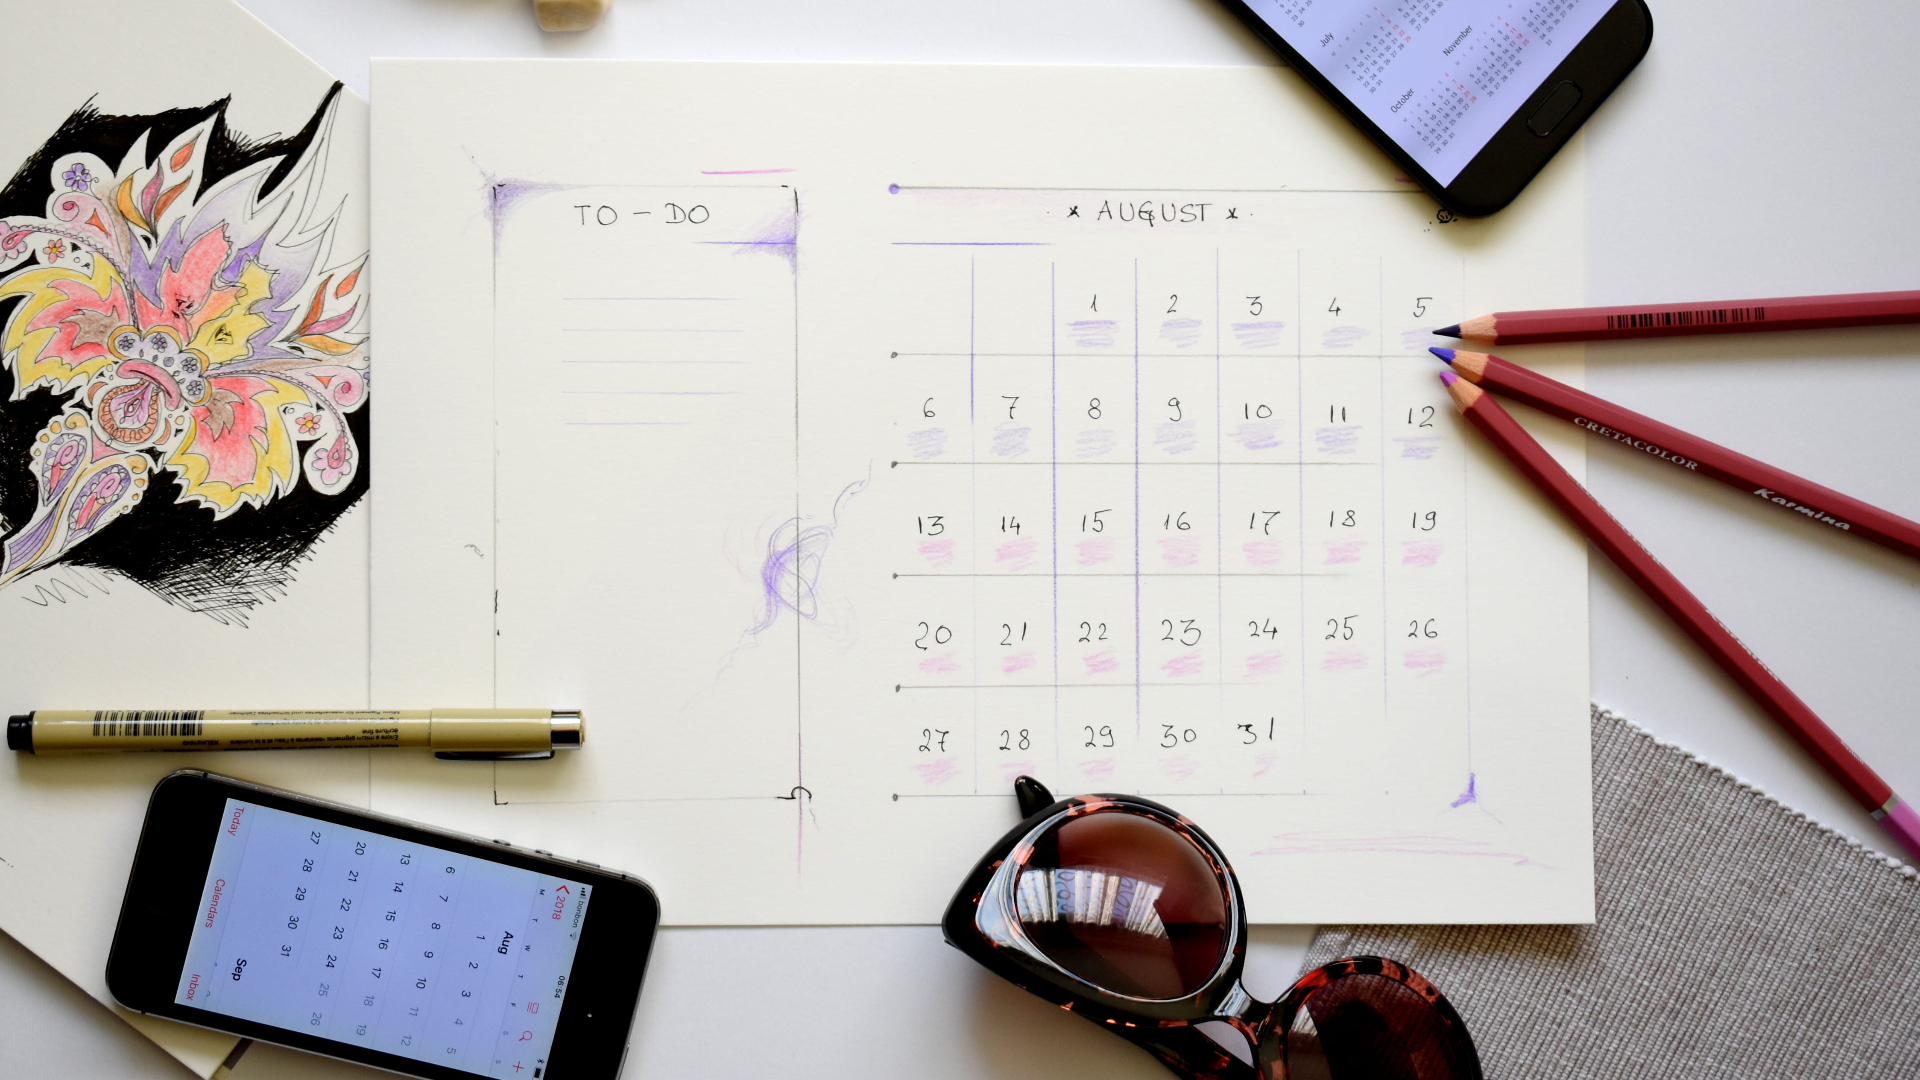 TO - DO
AUGUST
1 2 3 4 5
6 7 8 9 10 11 12
13 14 15 16 17 18 19
20 21 22 23 24 25 26
27 28 29 30 31
July
November
October
CRETACOLOR Karmina
06:54
2018
M T W T F S S
Aug
1 2 3 4 5
6 7 8 9 10 11 12
13 14 15 16 17 18 19
20 21 22 23 24 25 26
27 28 29 30 31
Sep
Today Calendars Inbox